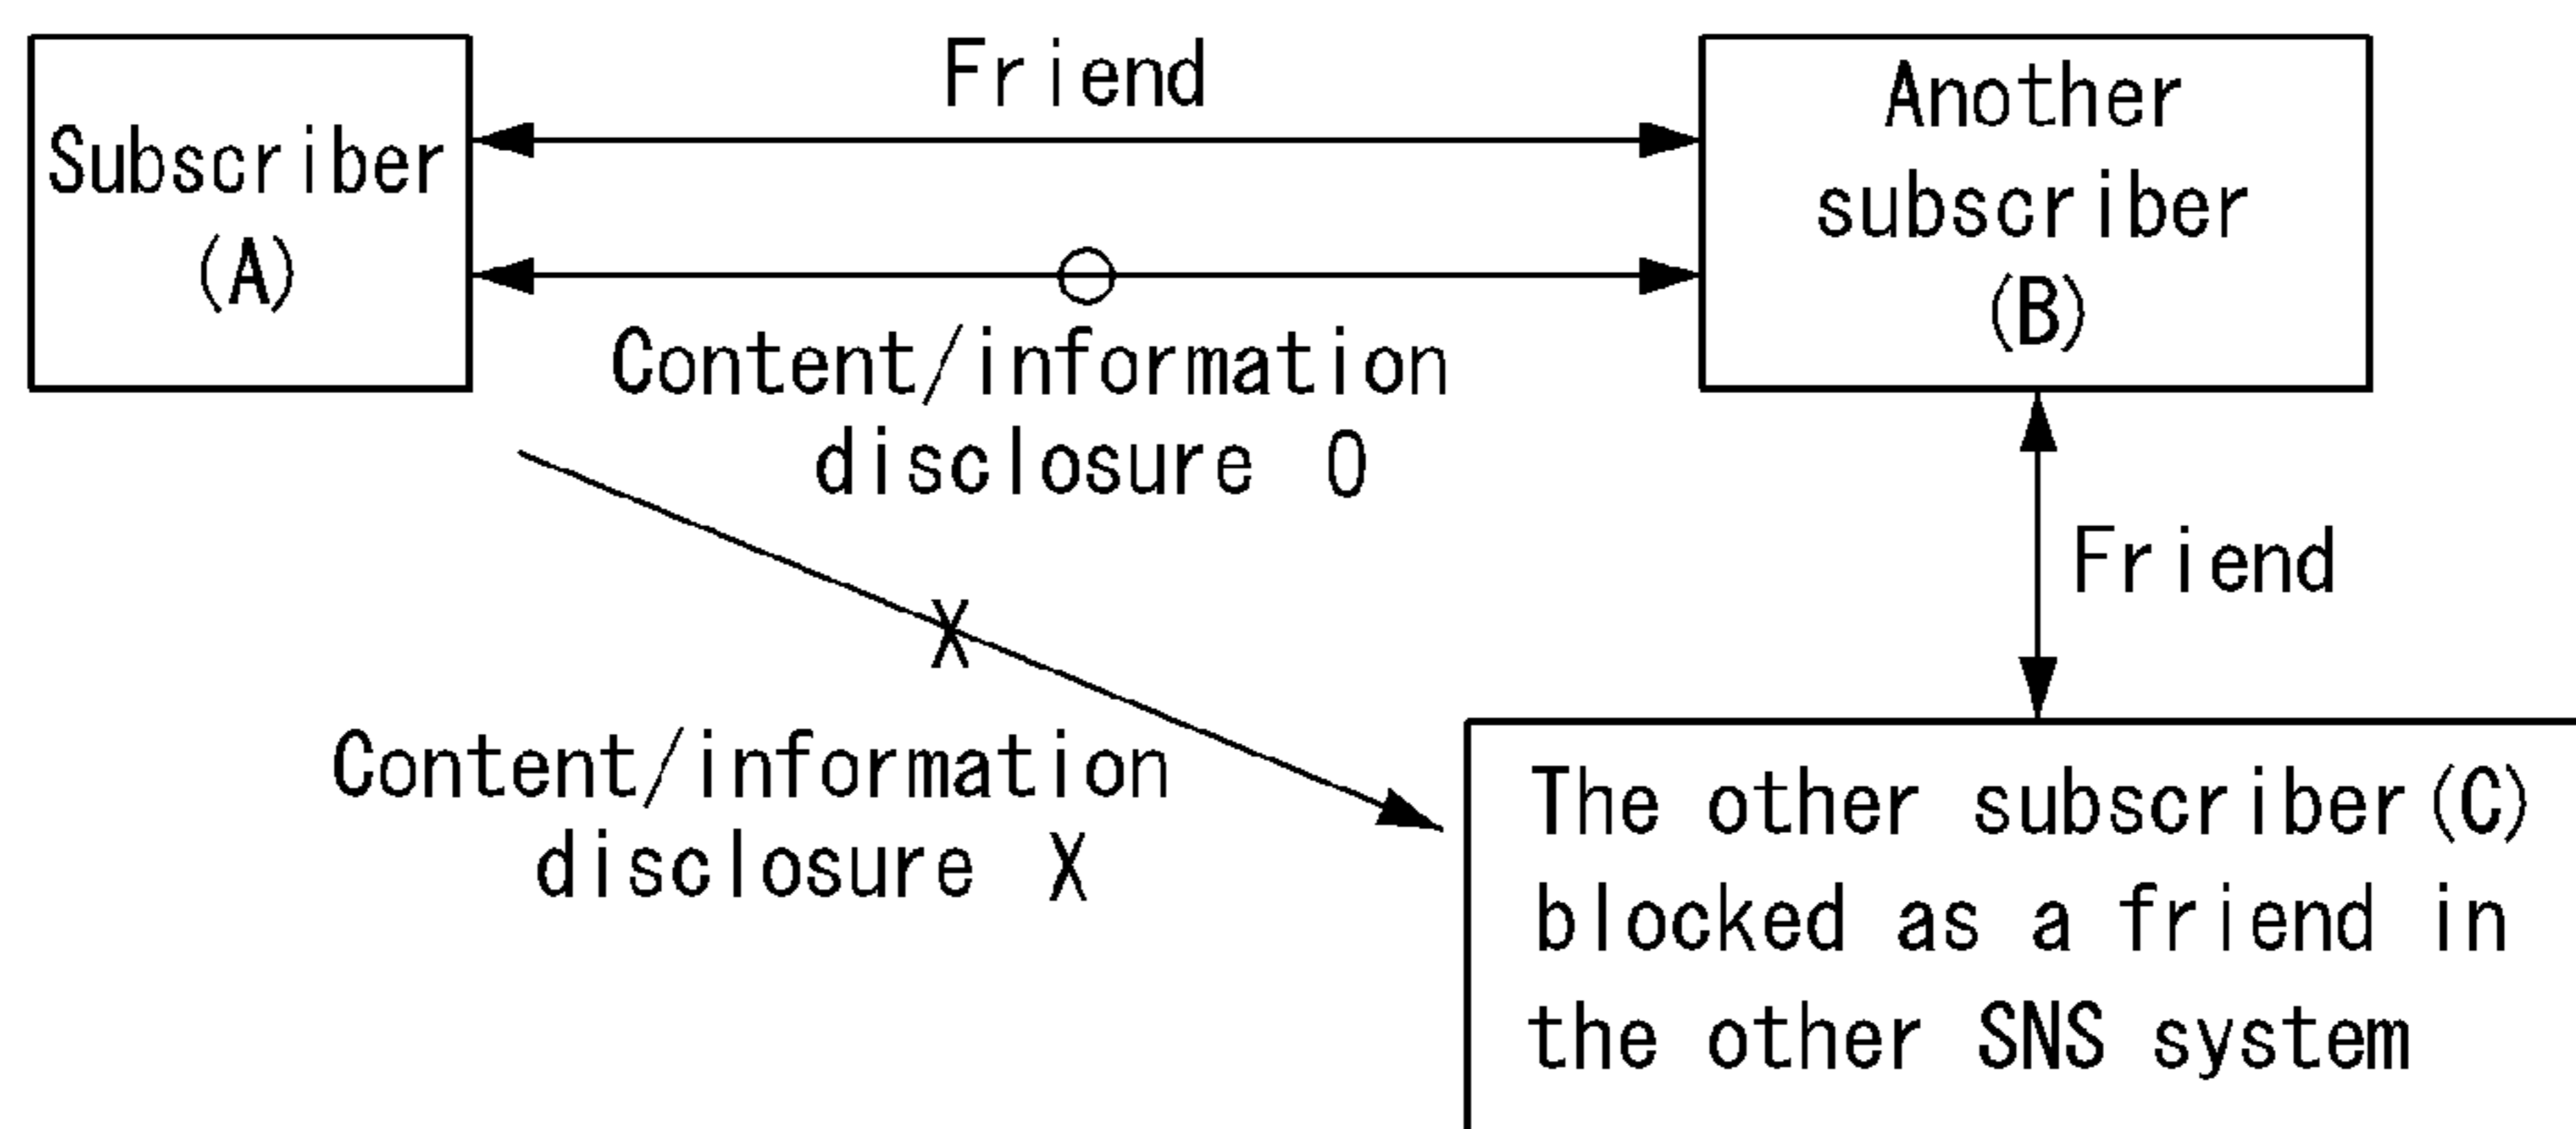 Friend
Subscriber
(A)
Another
subscriber
(B)
Content/information
disclosure O
Friend
X
Content/information
disclosure X
The other subscriber(C)
blocked as a friend in
the other SNS system